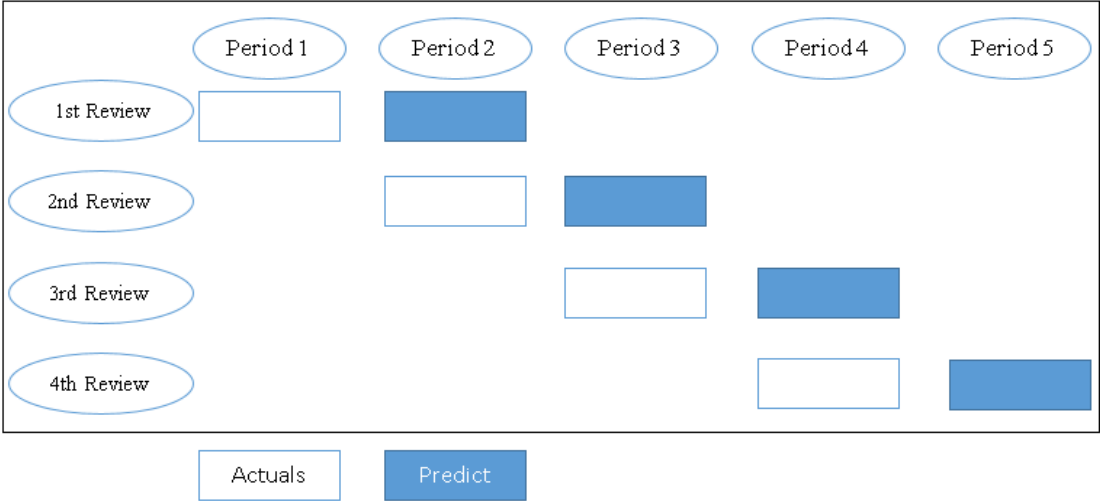 Period 1
Period 2
Period 3
Period 4
Period 5
1st Review
2nd Review
3rd Review
4th Review
Actuals
Predict